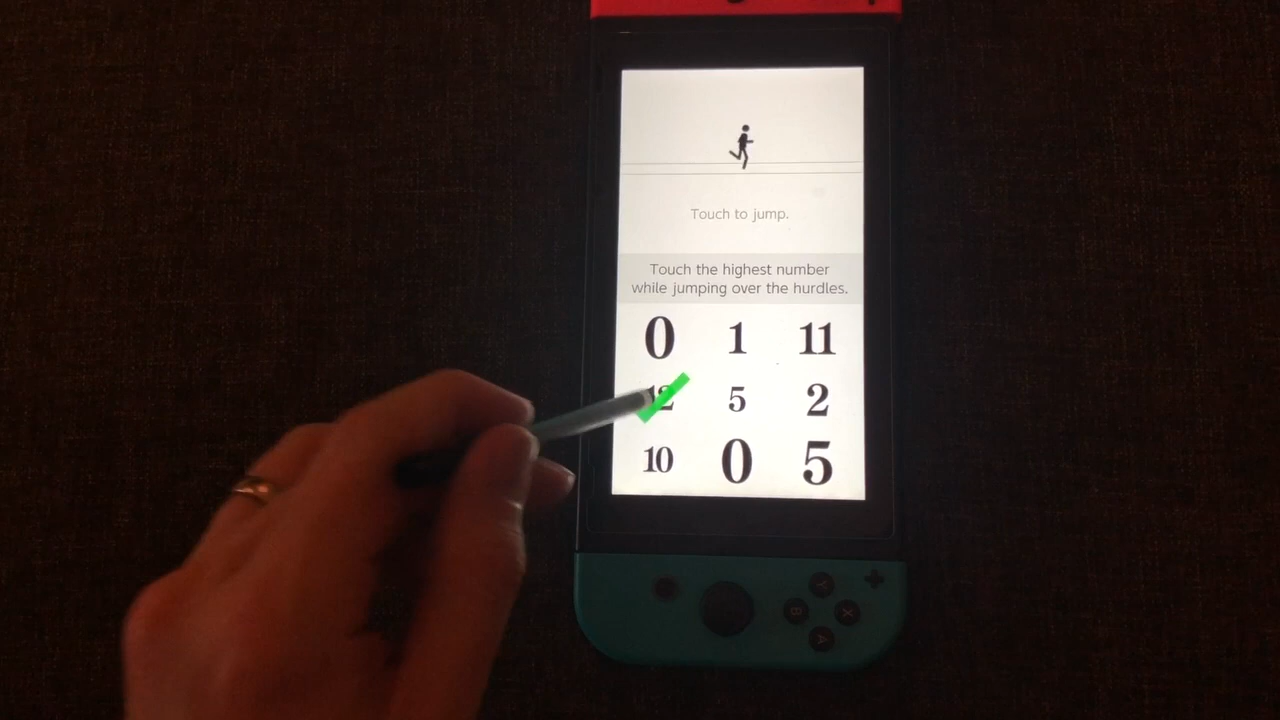 Touch to jump.
Touch the highest number
while jumping over the hurdles.
0 1 11
12 5 2
10 0 5
Y
B X
A